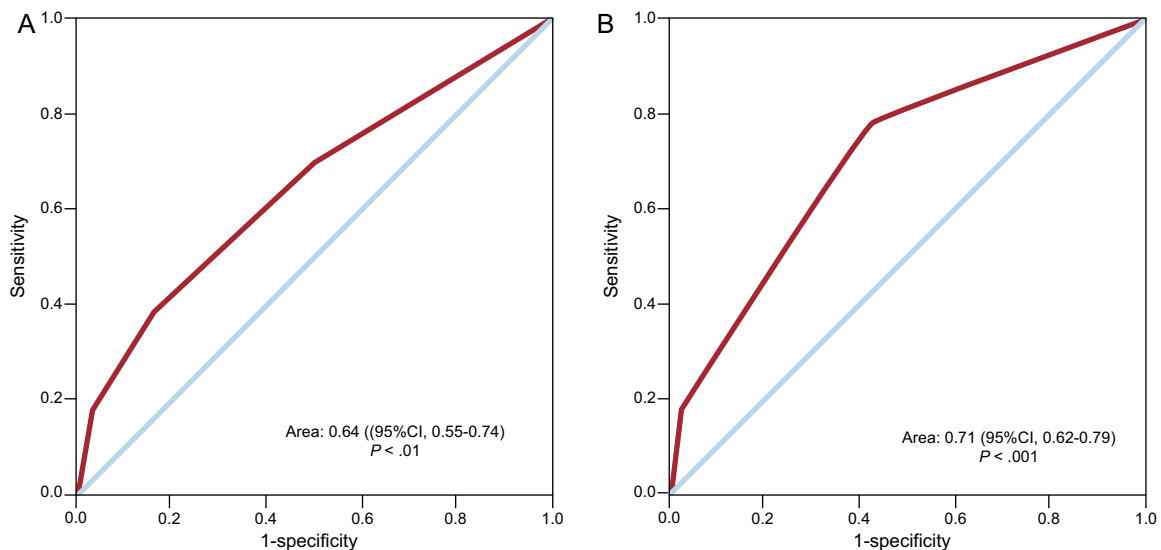 A
1.0
0.8
0.6
0.4
0.2
0.0
Sensitivity
Area: 0.64 ((95%CI, 0.55-0.74)
P < .01
0.0 0.2 0.4 0.6 0.8 1.0
1-specificity
B
1.0
0.8
0.6
0.4
0.2
0.0
Sensitivity
Area: 0.71 (95%CI, 0.62-0.79)
P < .001
0.0 0.2 0.4 0.6 0.8 1.0
1-specificity